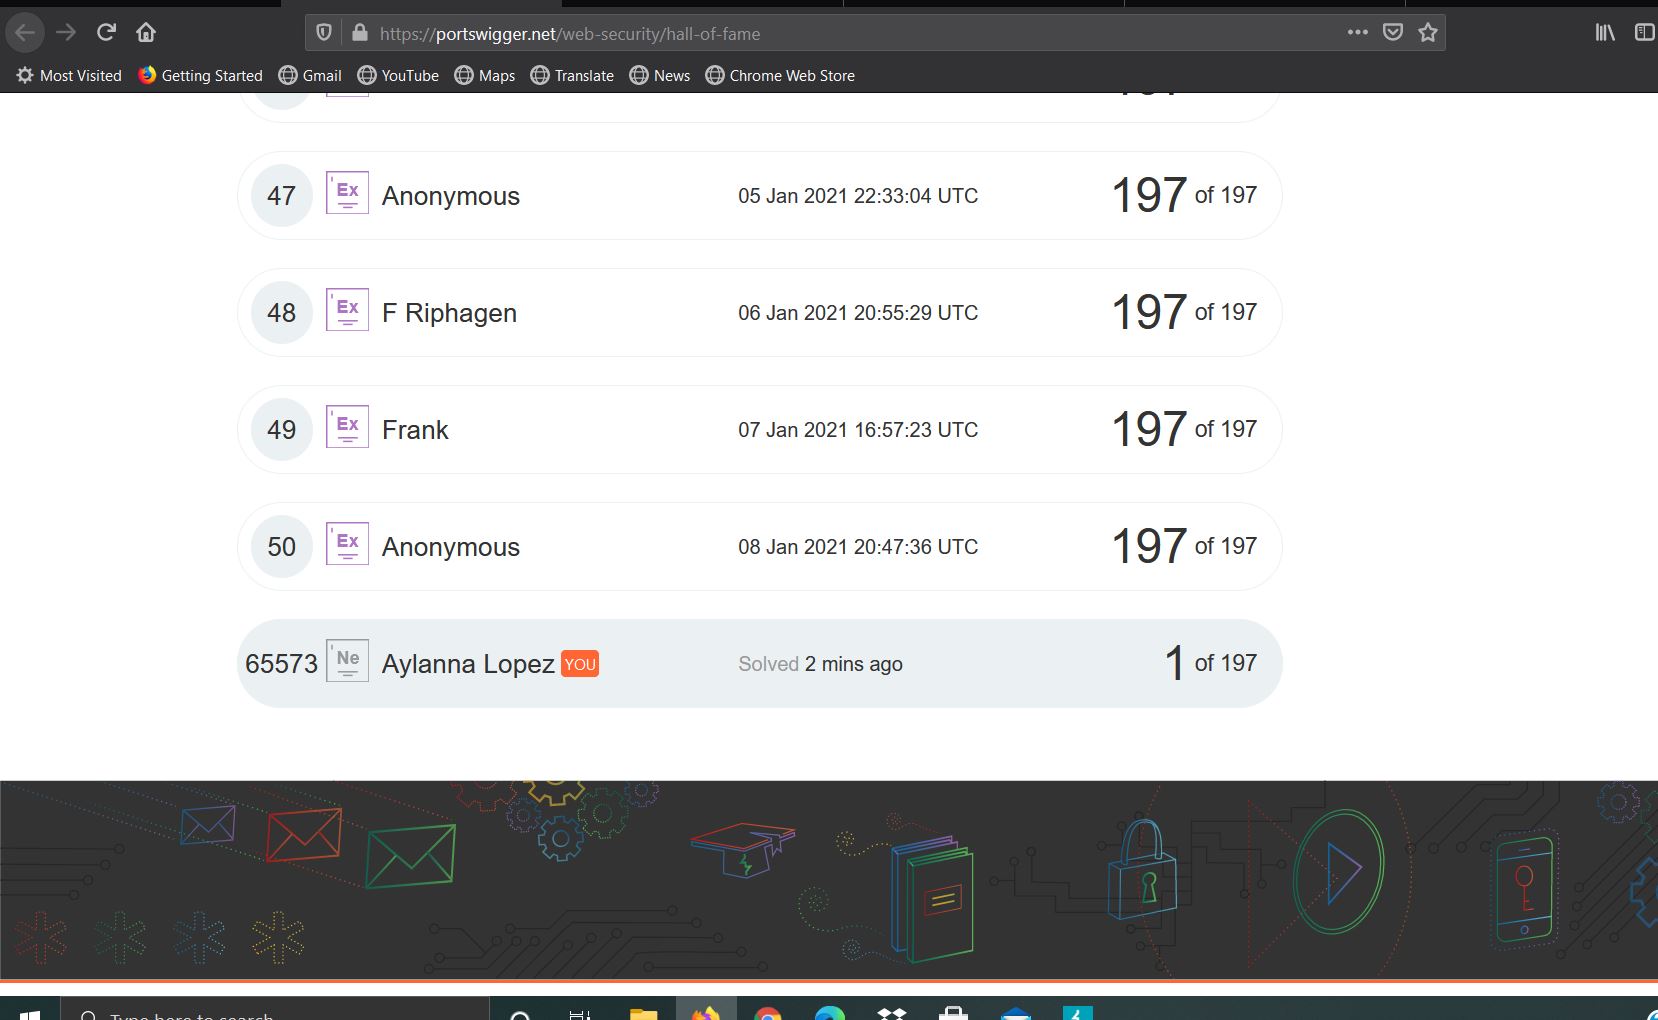 https://portswigger.net/web-security/hall-of-fame
Most Visited Getting Started Gmail YouTube Maps Translate News Chrome Web Store
47 Ex Anonymous 05 Jan 2021 22:33:04 UTC 197 of 197
48 Ex F Riphagen 06 Jan 2021 20:55:29 UTC 197 of 197
49 Ex Frank 07 Jan 2021 16:57:23 UTC 197 of 197
50 Ex Anonymous 08 Jan 2021 20:47:36 UTC 197 of 197
65573 Ne Aylanna Lopez YOU Solved 2 mins ago 1 of 197
Type here to search